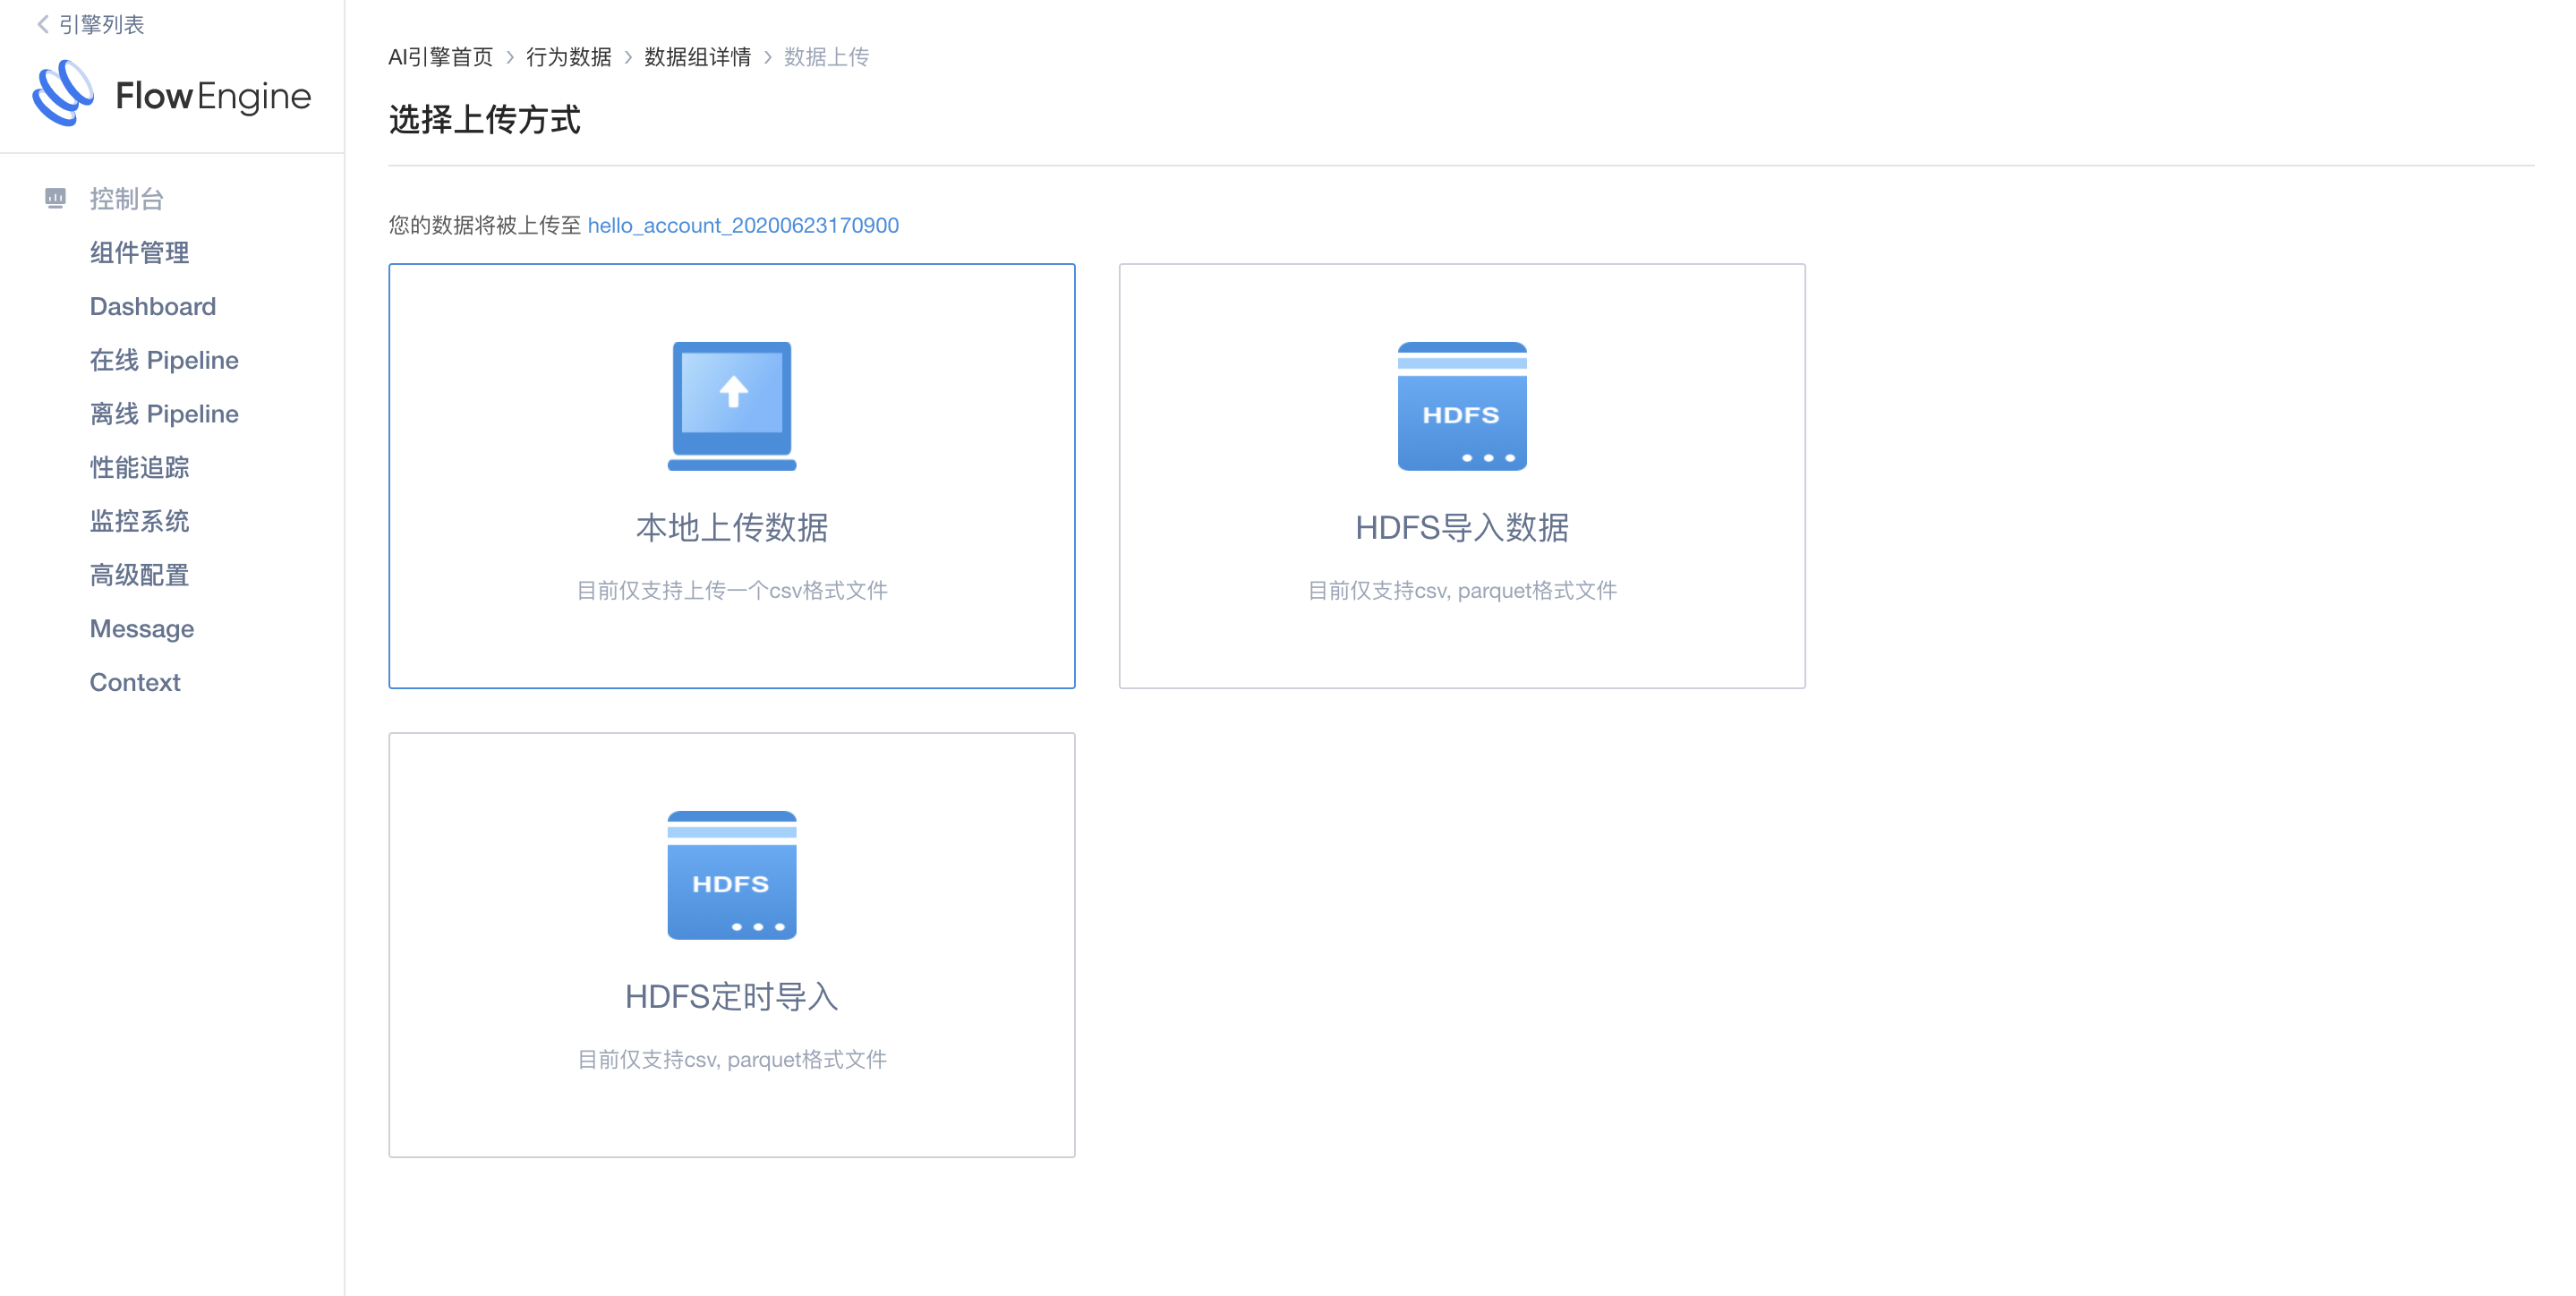 引擎列表
FlowEngine
控制台
组件管理
Dashboard
在线 Pipeline
离线 Pipeline
性能追踪
监控系统
高级配置
Message
Context
AI引擎首页 > 行为数据 > 数据组详情 > 数据上传
选择上传方式
您的数据将被上传至 hello_account_20200623170900
本地上传数据
目前仅支持上传一个csv格式文件
HDFS
HDFS导入数据
目前仅支持csv, parquet格式文件
HDFS
HDFS定时导入
目前仅支持csv, parquet格式文件